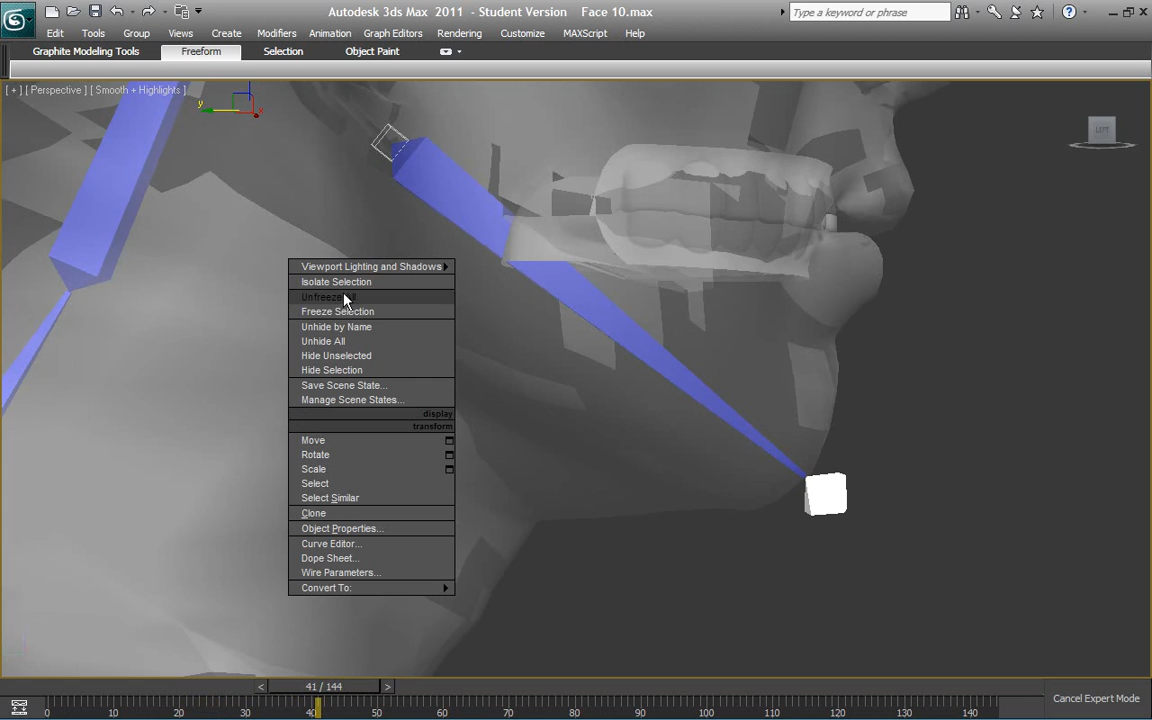 Autodesk 3ds Max 2011 - Student Version Face 10.max
Type a keyword or phrase
Edit Tools Group Views Create Modifiers Animation Graph Editors Rendering Customize MAXScript Help
Graphite Modeling Tools Freeform Selection Object Paint
[ + ] [ Perspective ] [ Smooth + Highlights ]
y x
LEFT
Viewport Lighting and Shadows
Isolate Selection
Unfreeze All
Freeze Selection
Unhide by Name
Unhide All
Hide Unselected
Hide Selection
Save Scene State...
Manage Scene States...
display
transform
Move
Rotate
Scale
Select
Select Similar
Clone
Object Properties...
Curve Editor...
Dope Sheet...
Wire Parameters...
Convert To:
< 41 / 144 >
Cancel Expert Mode
0 10 20 30 40 50 60 70 80 90 100 110 120 130 140